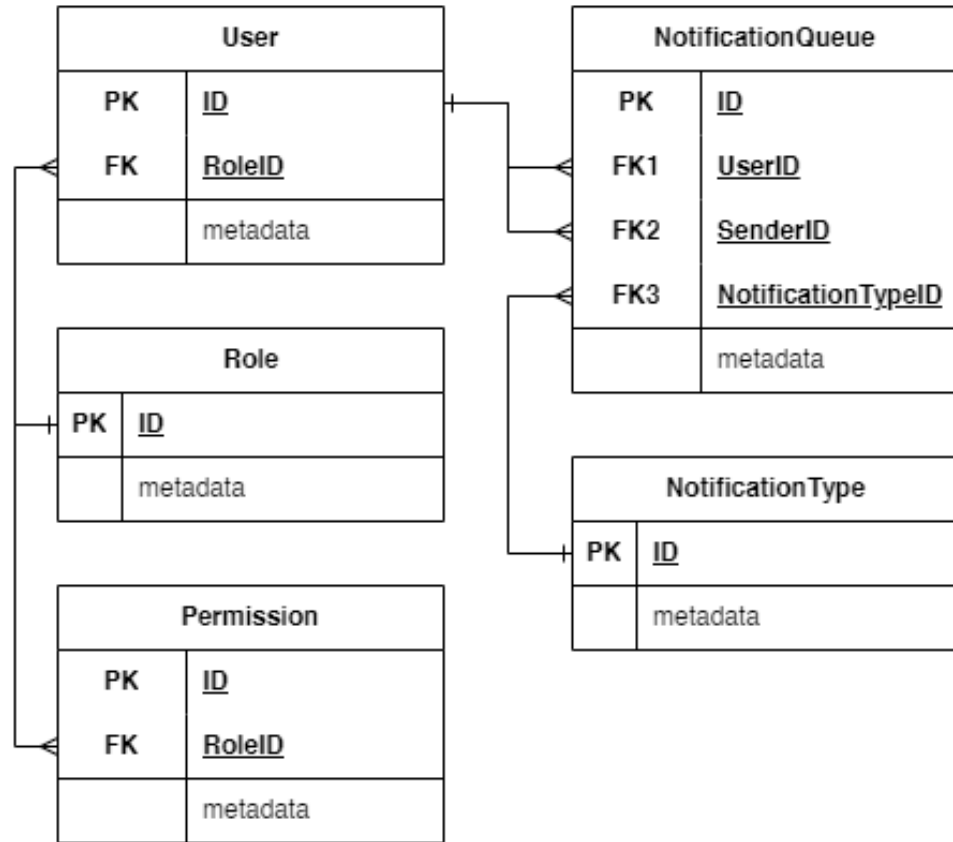 User
PK ID
FK RoleID
metadata
Role
PK ID
metadata
Permission
PK ID
FK RoleID
metadata
NotificationQueue
PK ID
FK1 UserID
FK2 SenderID
FK3 NotificationTypeID
metadata
NotificationType
PK ID
metadata